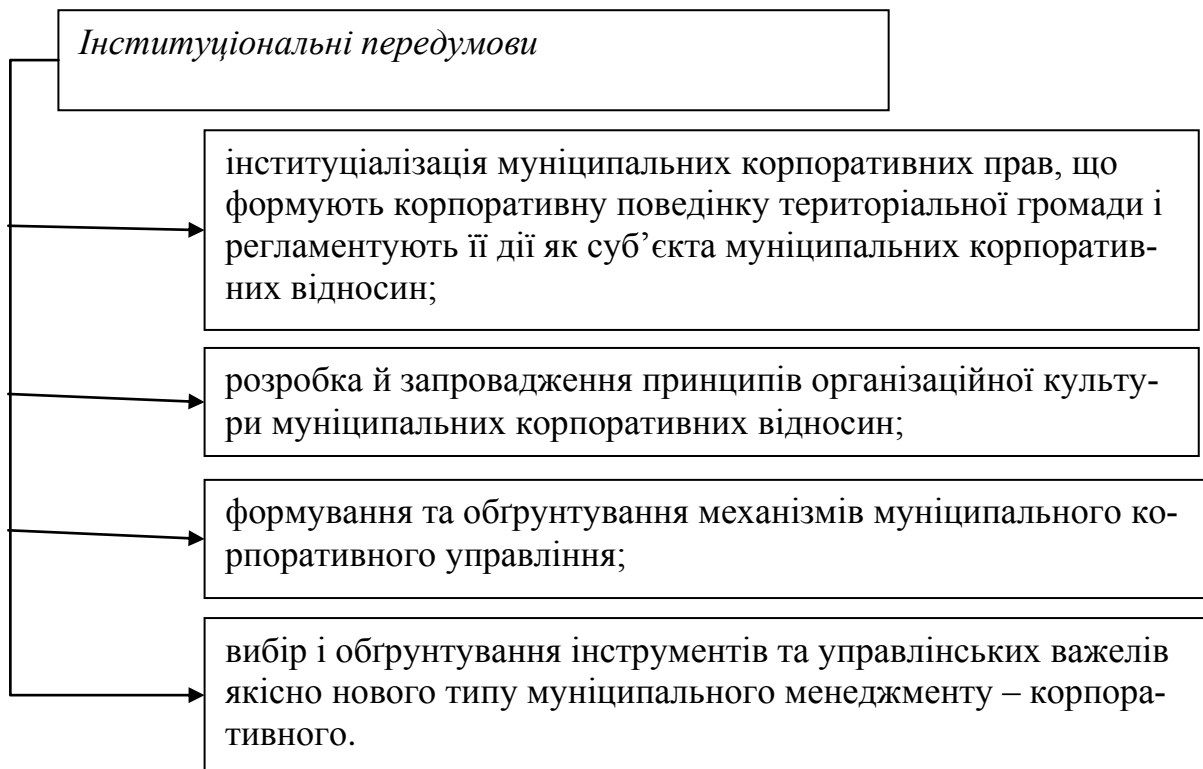 Інституціональні передумови
інституціалізація муніципальних корпоративних прав, що
формують корпоративну поведінку територіальної громади і
регламентують її дії як суб’єкта муніципальних корпоратив-
них відносин;
розробка й запровадження принципів організаційної культу-
ри муніципальних корпоративних відносин;
формування та обґрунтування механізмів муніципального ко-
рпоративного управління;
вибір і обґрунтування інструментів та управлінських важелів
якісно нового типу муніципального менеджменту – корпора-
тивного.